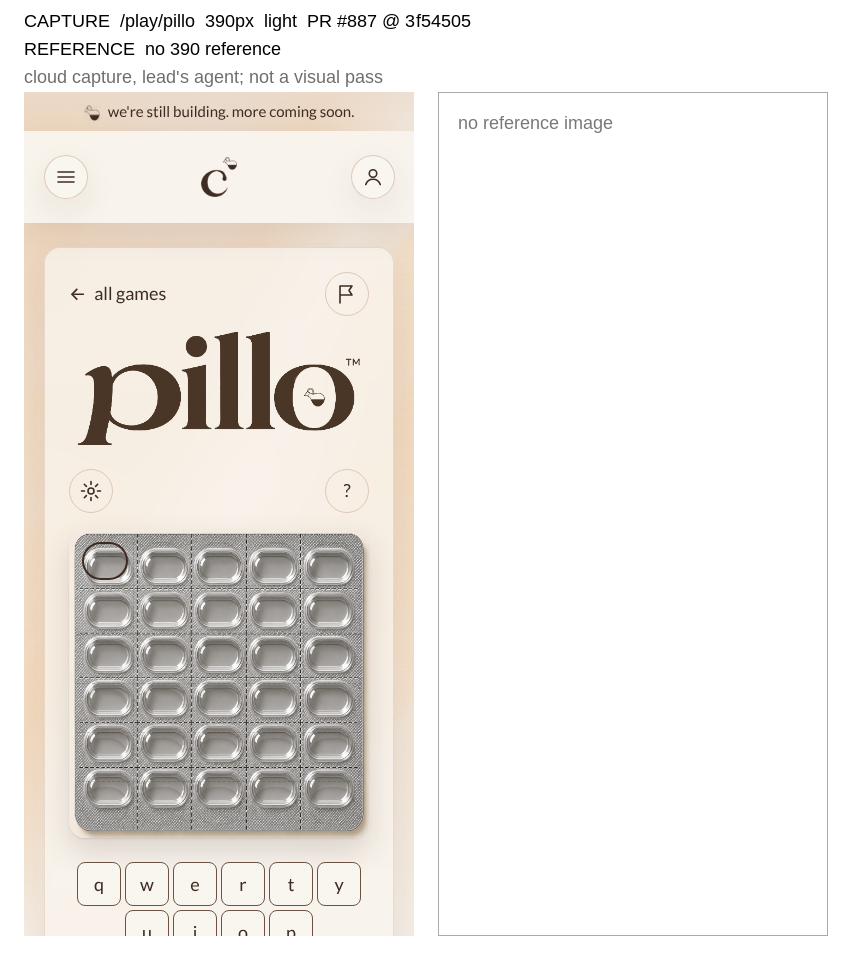 CAPTURE /play/pillo 390px light PR #887 @ 3f54505
REFERENCE no 390 reference
cloud capture, lead's agent; not a visual pass
we're still building. more coming soon.
no reference image
c
← all games
pillo™
?
q w e r t y
u i o p